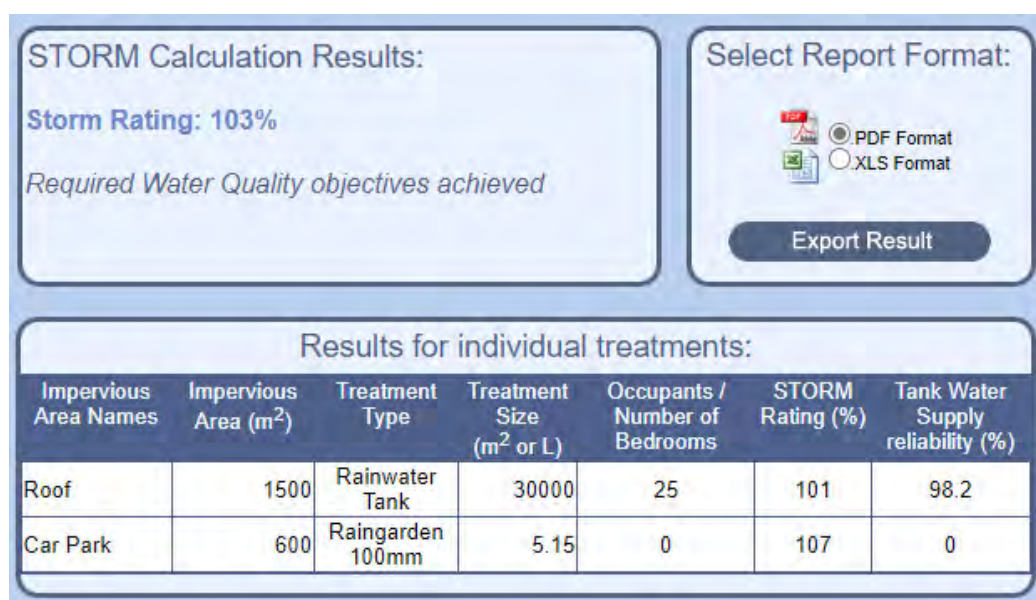 STORM Calculation Results:
Storm Rating: 103%
Required Water Quality objectives achieved
Select Report Format:
.PDF Format
.XLS Format
Export Result
Results for individual treatments:
Impervious Area Names Impervious Area (m²) Treatment Type Treatment Size (m² or L) Occupants / Number of Bedrooms STORM Rating (%) Tank Water Supply reliability (%)
Roof 1500 Rainwater Tank 30000 25 101 98.2
Car Park 600 Raingarden 100mm 5.15 0 107 0